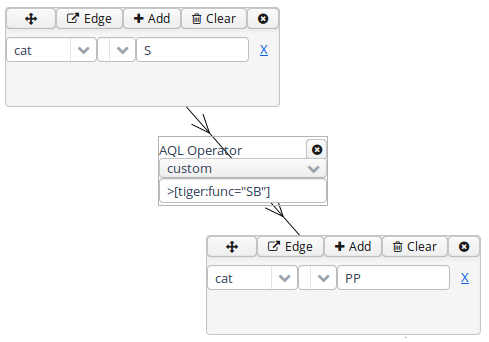 Edge Add Clear
cat S X
AQL Operator
custom
>[tiger:func="SB"]
Edge Add Clear
cat PP X